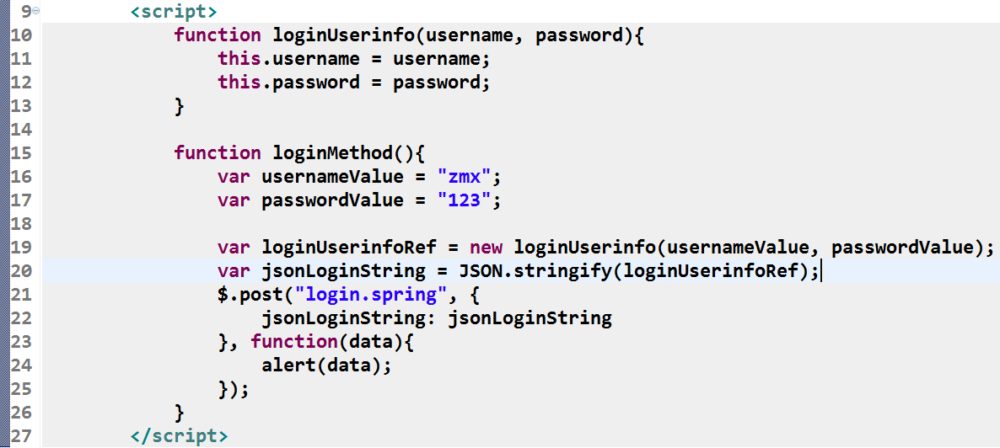 9 <script>
10 function loginUserinfo(username, password){
11 this.username = username;
12 this.password = password;
13 }
14
15 function loginMethod(){
16 var usernameValue = "zmx";
17 var passwordValue = "123";
18
19 var loginUserinfoRef = new loginUserinfo(usernameValue, passwordValue);
20 var jsonLoginString = JSON.stringify(loginUserinfoRef);
21 $.post("login.spring", {
22 jsonLoginString: jsonLoginString
23 }, function(data){
24 alert(data);
25 });
26 }
27 </script>